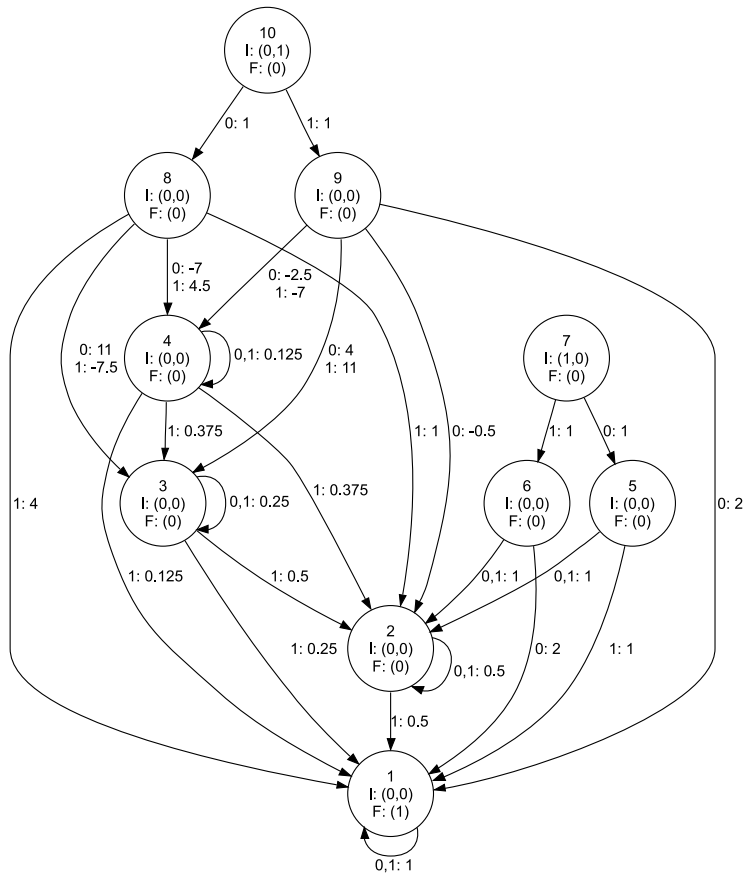 10
I: (0,1)
F: (0)
0: 1
1: 1
8
I: (0,0)
F: (0)
9
I: (0,0)
F: (0)
0: -7
1: 4.5
0: -2.5
1: -7
4
I: (0,0)
F: (0)
0,1: 0.125
7
I: (1,0)
F: (0)
0: 11
1: -7.5
0: 4
1: 11
1: 0.375
1: 1
0: -0.5
1: 1
0: 1
3
I: (0,0)
F: (0)
0,1: 0.25
1: 0.375
6
I: (0,0)
F: (0)
5
I: (0,0)
F: (0)
1: 4
0: 2
1: 0.125
1: 0.5
0,1: 1
0,1: 1
2
I: (0,0)
F: (0)
0,1: 0.5
1: 0.25
0: 2
1: 1
1: 0.5
1
I: (0,0)
F: (1)
0,1: 1